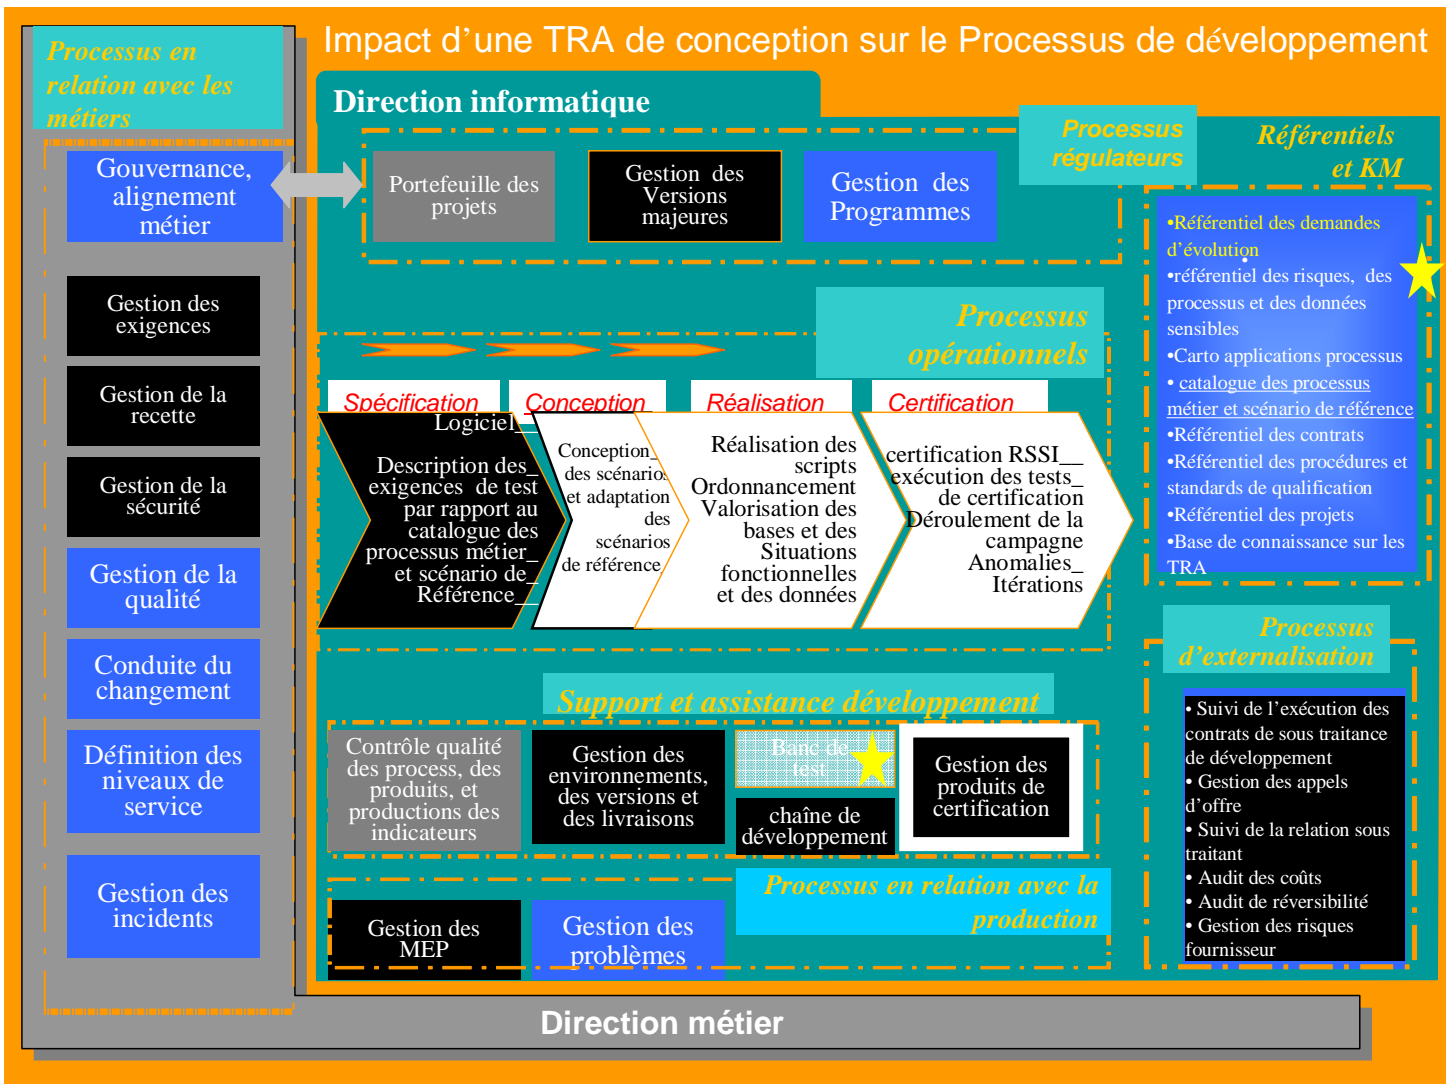 Impact d’une TRA de conception sur le Processus de développement
Processus en
relation avec les
métiers
Gouvernance,
alignement
métier
Gestion des
exigences
Gestion de la
recette
Gestion de la
sécurité
Gestion de la
qualité
Conduite du
changement
Définition des
niveaux de
service
Gestion des
incidents
Direction informatique
Processus
régulateurs
Portefeuille des
projets
Gestion des
Versions
majeures
Gestion des
Programmes
Processus
opérationnels
Spécification
Conception
Réalisation
Certification
Logiciel__
Description des_
exigences de test
par rapport au
catalogue des
processus métier_
et scénario de_
Référence__
Conception_
des scénarios
et adaptation
des
scénarios
de référence_
Réalisation des
scripts
Ordonnancement
Valorisation des
bases et des
Situations
fonctionnelles
et des données
certification RSSI__
exécution des tests_
de certification
Déroulement de la
campagne
Anomalies_
Itérations
Support et assistance développement
Contrôle qualité
des process, des
produits, et
productions des
indicateurs
Gestion des
environnements,
des versions et
des livraisons
Banc de
test
chaîne de
développement
Gestion des
produits de
certification
Processus en relation avec la
production
Gestion des
MEP
Gestion des
problèmes
Référentiels
et KM
•Référentiel des demandes
d’évolution
•
•référentiel des risques, des
processus et des données
sensibles
•Carto applications processus
• catalogue des processus
métier et scénario de référence
•Référentiel des contrats
•Référentiel des procédures et
standards de qualification
•Référentiel des projets
•Base de connaissance sur les
TRA
Processus
d’externalisation
• Suivi de l’exécution des
contrats de sous traitance
de développement
• Gestion des appels
d’offre
• Suivi de la relation sous
traitant
• Audit des coûts
• Audit de réversibilité
• Gestion des risques
fournisseur
Direction métier